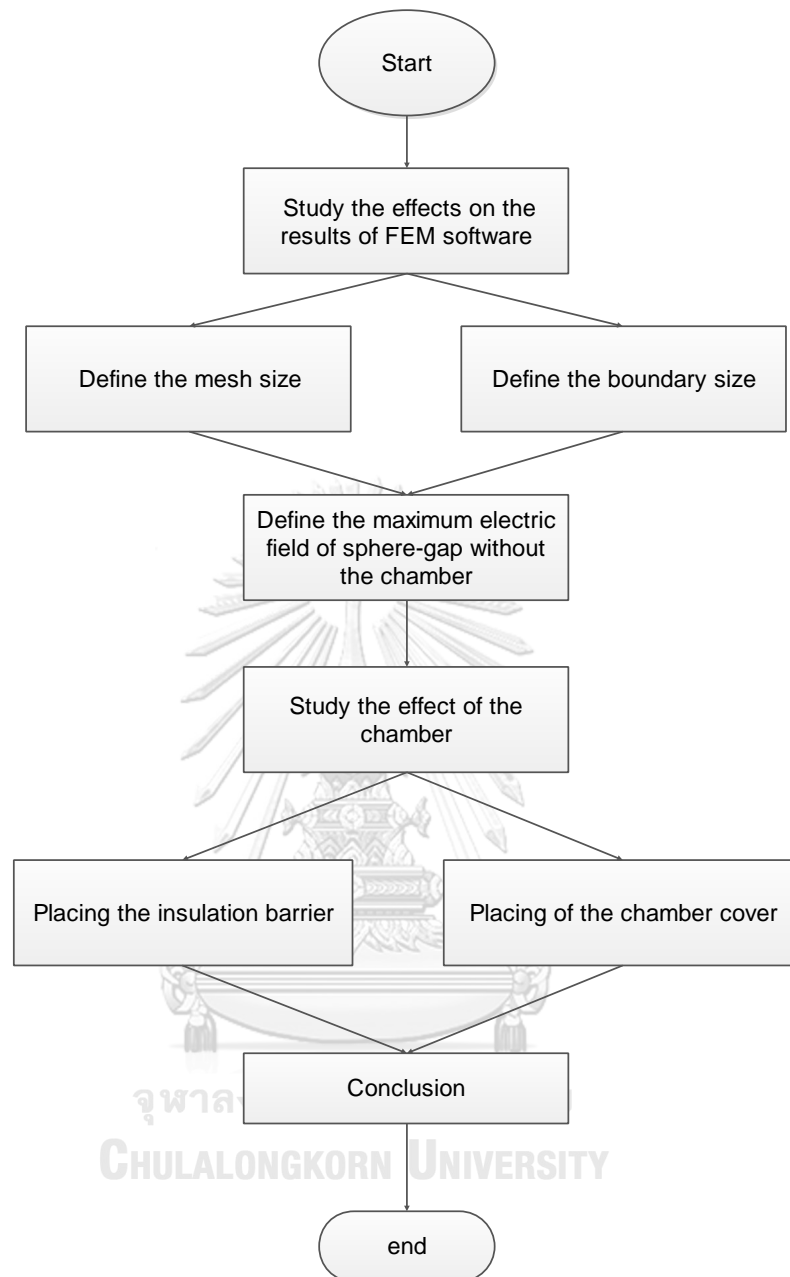 Start
Study the effects on the
results of FEM software
Define the mesh size
Define the boundary size
Define the maximum electric
field of sphere-gap without
the chamber
Study the effect of the
chamber
Placing the insulation barrier
Placing of the chamber cover
Conclusion
CHULALONGKORN UNIVERSITY
end